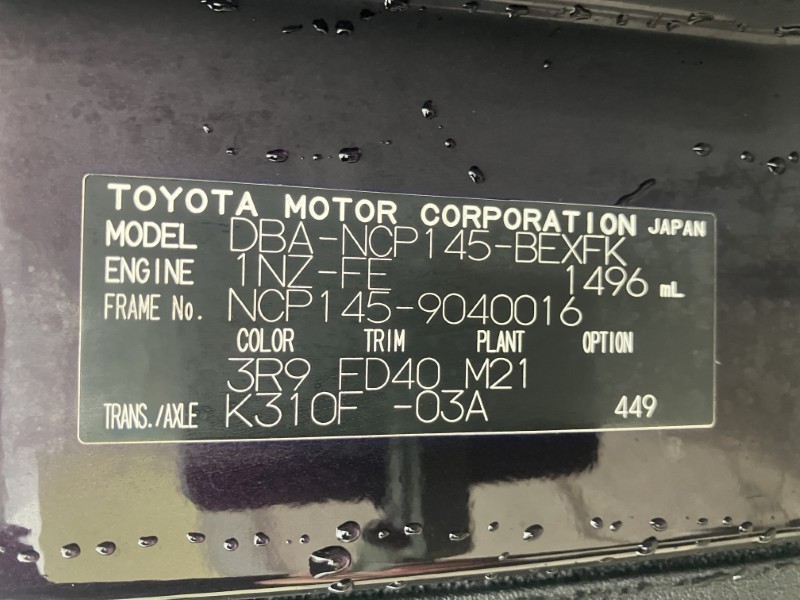 TOYOTA MOTOR CORPORATION JAPAN
MODEL DBA-NCP145-BEXFK
ENGINE 1NZ-FE 1496 mL
FRAME No. NCP145-9040016
COLOR TRIM PLANT OPTION
3R9 FD40 M21
TRANS./AXLE K310F -03A 449